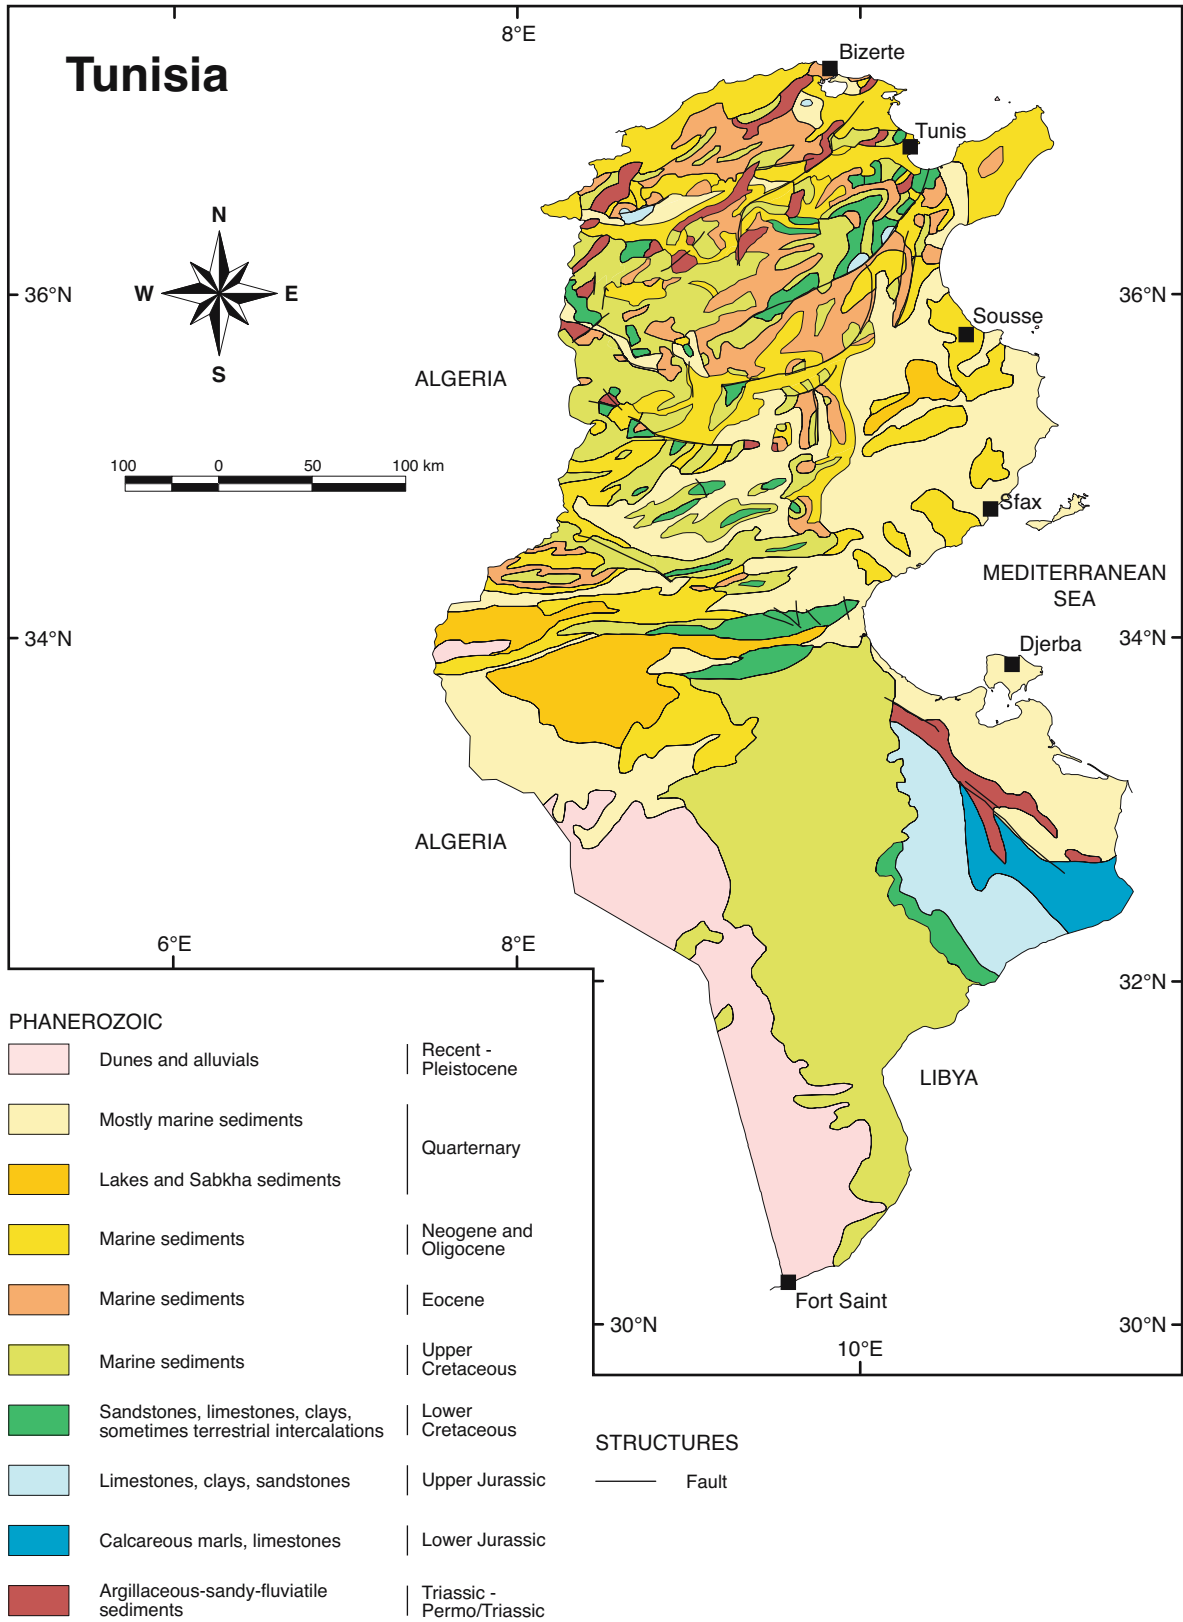 Tunisia
8°E
Bizerte
Tunis
N
W
E
S
36°N
36°N
Sousse
ALGERIA
100
0
50
100 km
Sfax
MEDITERRANEAN
SEA
34°N
34°N
Djerba
ALGERIA
6°E
8°E
32°N
LIBYA
Fort Saint
30°N
30°N
10°E
PHANEROZOIC
Dunes and alluvials
Recent -
Pleistocene
Mostly marine sediments
Quarternary
Lakes and Sabkha sediments
Marine sediments
Neogene and
Oligocene
Marine sediments
Eocene
Marine sediments
Upper
Cretaceous
Sandstones, limestones, clays,
sometimes terrestrial intercalations
Lower
Cretaceous
Limestones, clays, sandstones
Upper Jurassic
Calcareous marls, limestones
Lower Jurassic
Argillaceous-sandy-fluviatile
sediments
Triassic -
Permo/Triassic
STRUCTURES
Fault